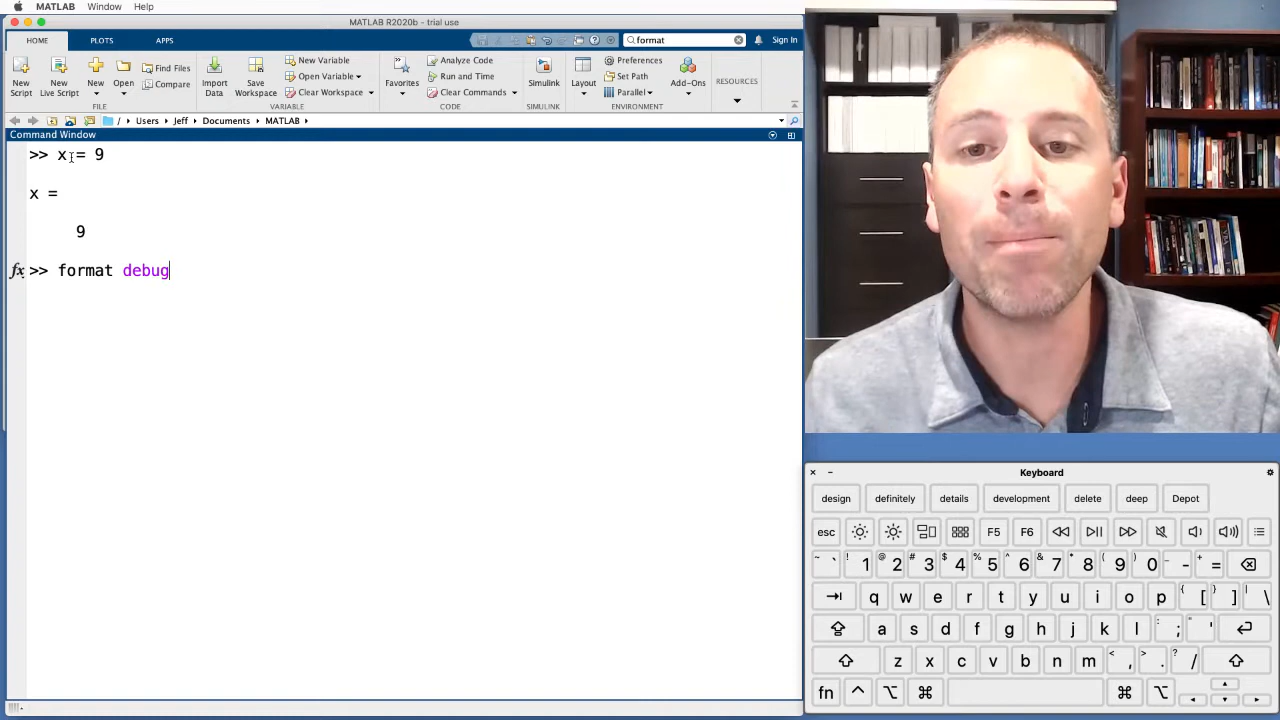 MATLAB Window Help
MATLAB R2020b - trial use
HOME PLOTS APPS format Sign In
New Script
New Live Script
New
Open
Find Files
Compare
Import Data
Save Workspace
New Variable
Open Variable
Clear Workspace
Favorites
Analyze Code
Run and Time
Clear Commands
Simulink
Layout
Preferences
Set Path
Parallel
Add-Ons
RESOURCES
FILE VARIABLE CODE SIMULINK ENVIRONMENT
/ Users Jeff Documents MATLAB
Command Window
>> x = 9
x =
9
fx >> format debug
Keyboard
design definitely details development delete deep Depot
esc F5 F6
~ ` ! 1 @ 2 # 3 $ 4 % 5 ^ 6 & 7 * 8 ( 9 ) 0 _ - + =
q w e r t y u i o p { [ } ] | \
a s d f g h j k l : ; " '
z x c v b n m < , > . ? /
fn